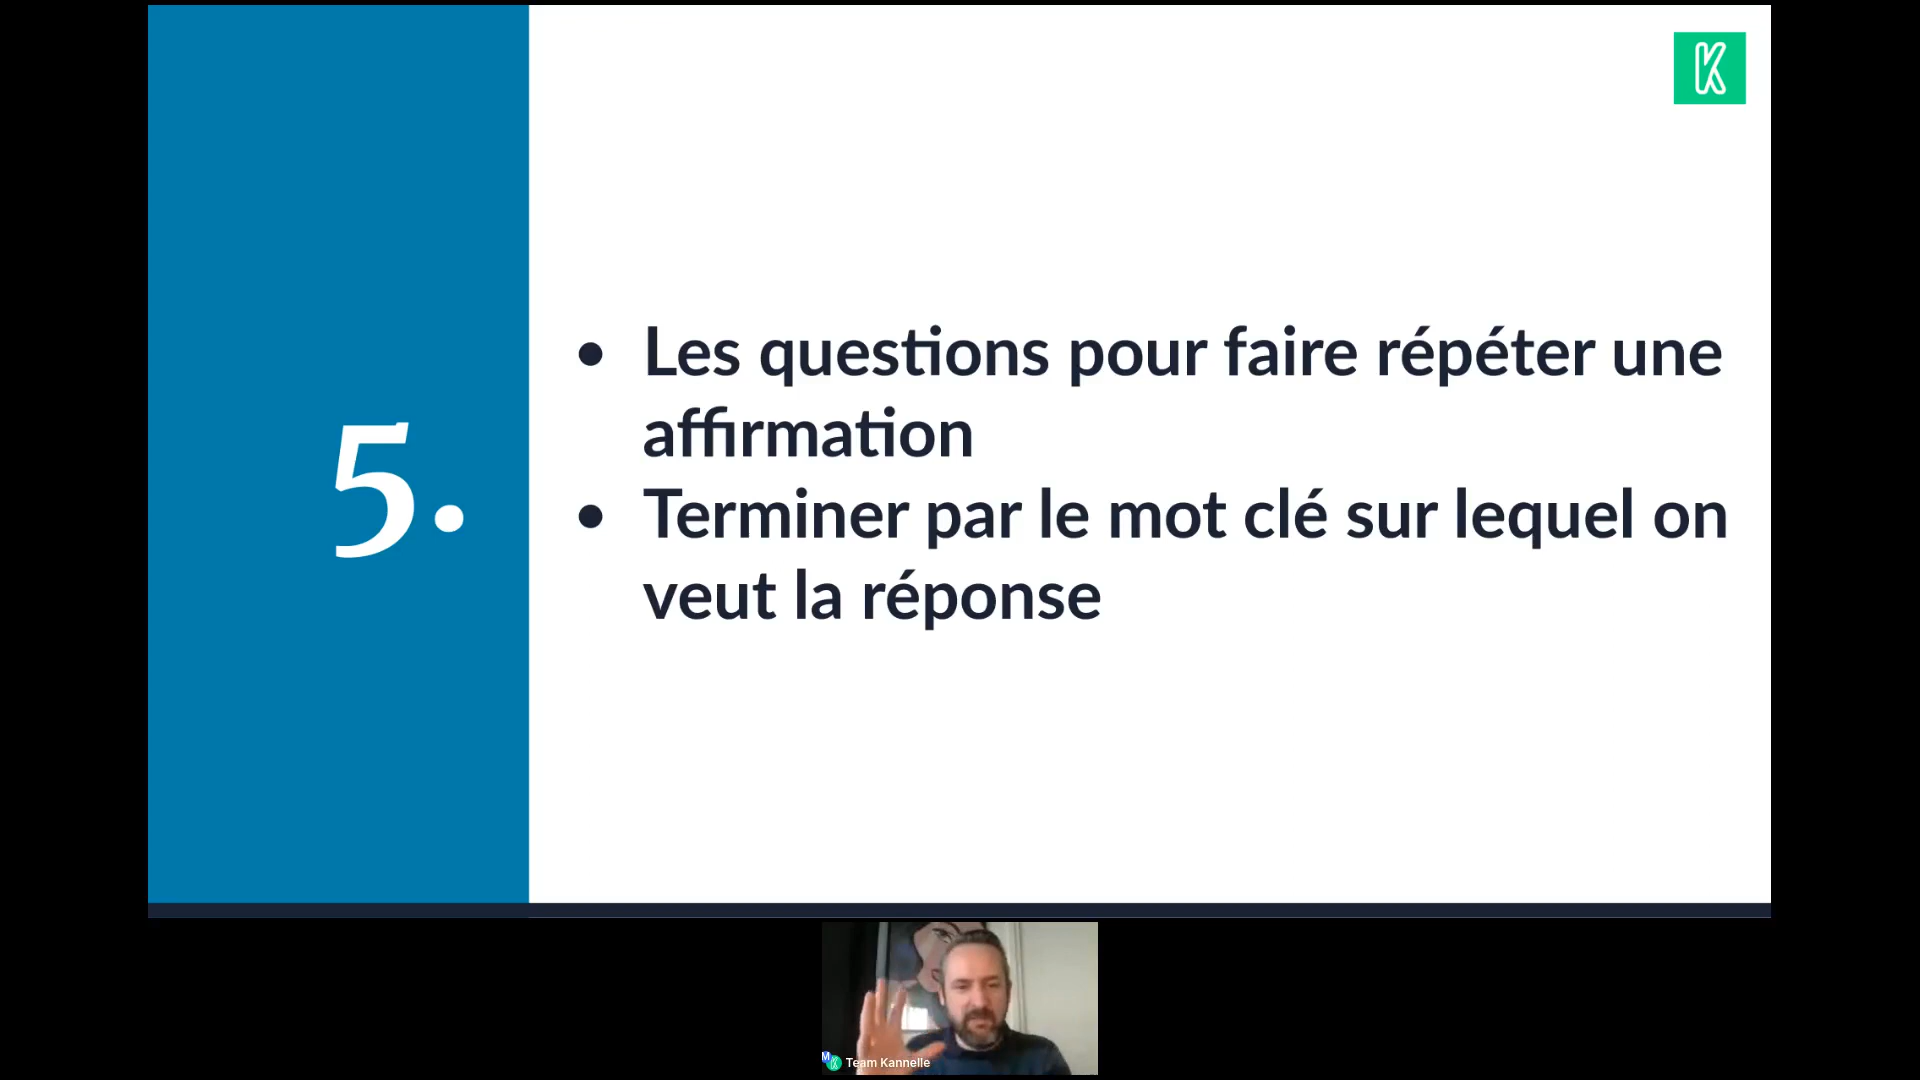 K
5.
• Les questions pour faire répéter une
affirmation
• Terminer par le mot clé sur lequel on
veut la réponse
Team Kannelle